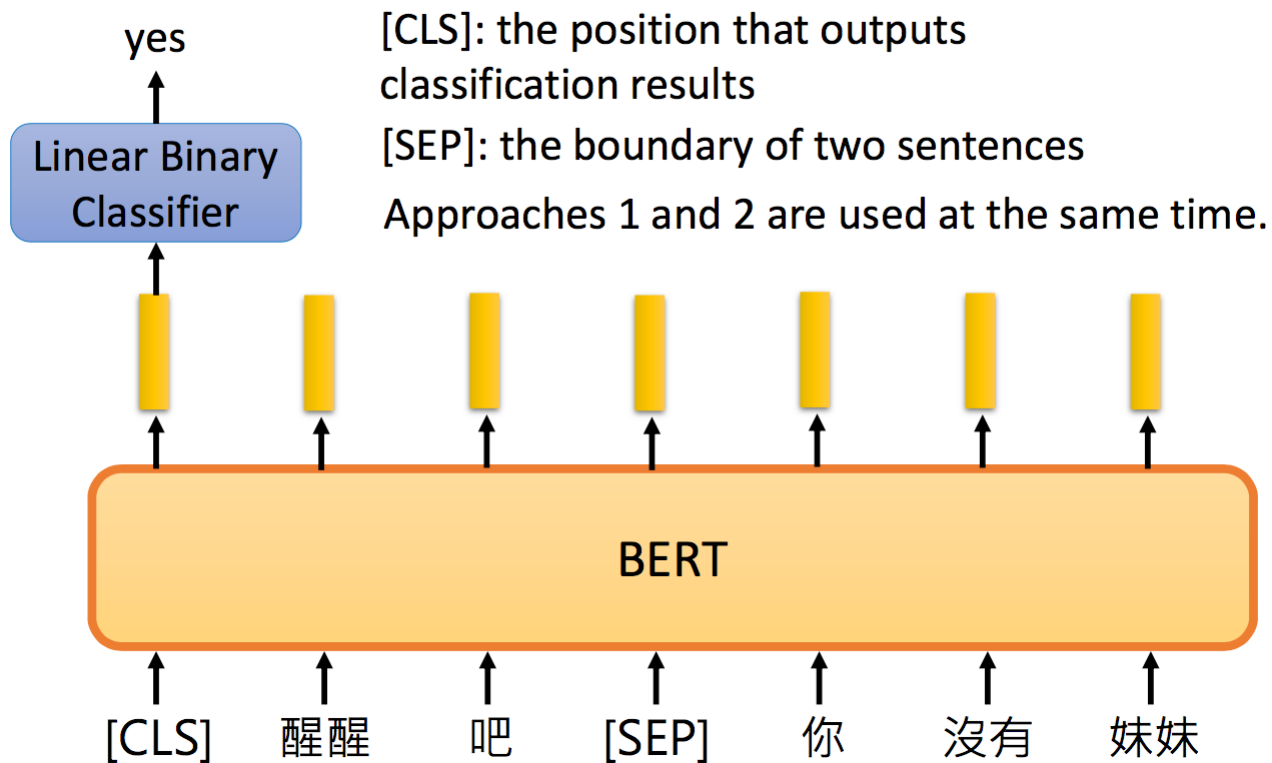 yes
[CLS]: the position that outputs
classification results
[SEP]: the boundary of two sentences
Approaches 1 and 2 are used at the same time.
Linear Binary
Classifier
BERT
[CLS] 醒醒 吧 [SEP] 你 沒有 妹妹